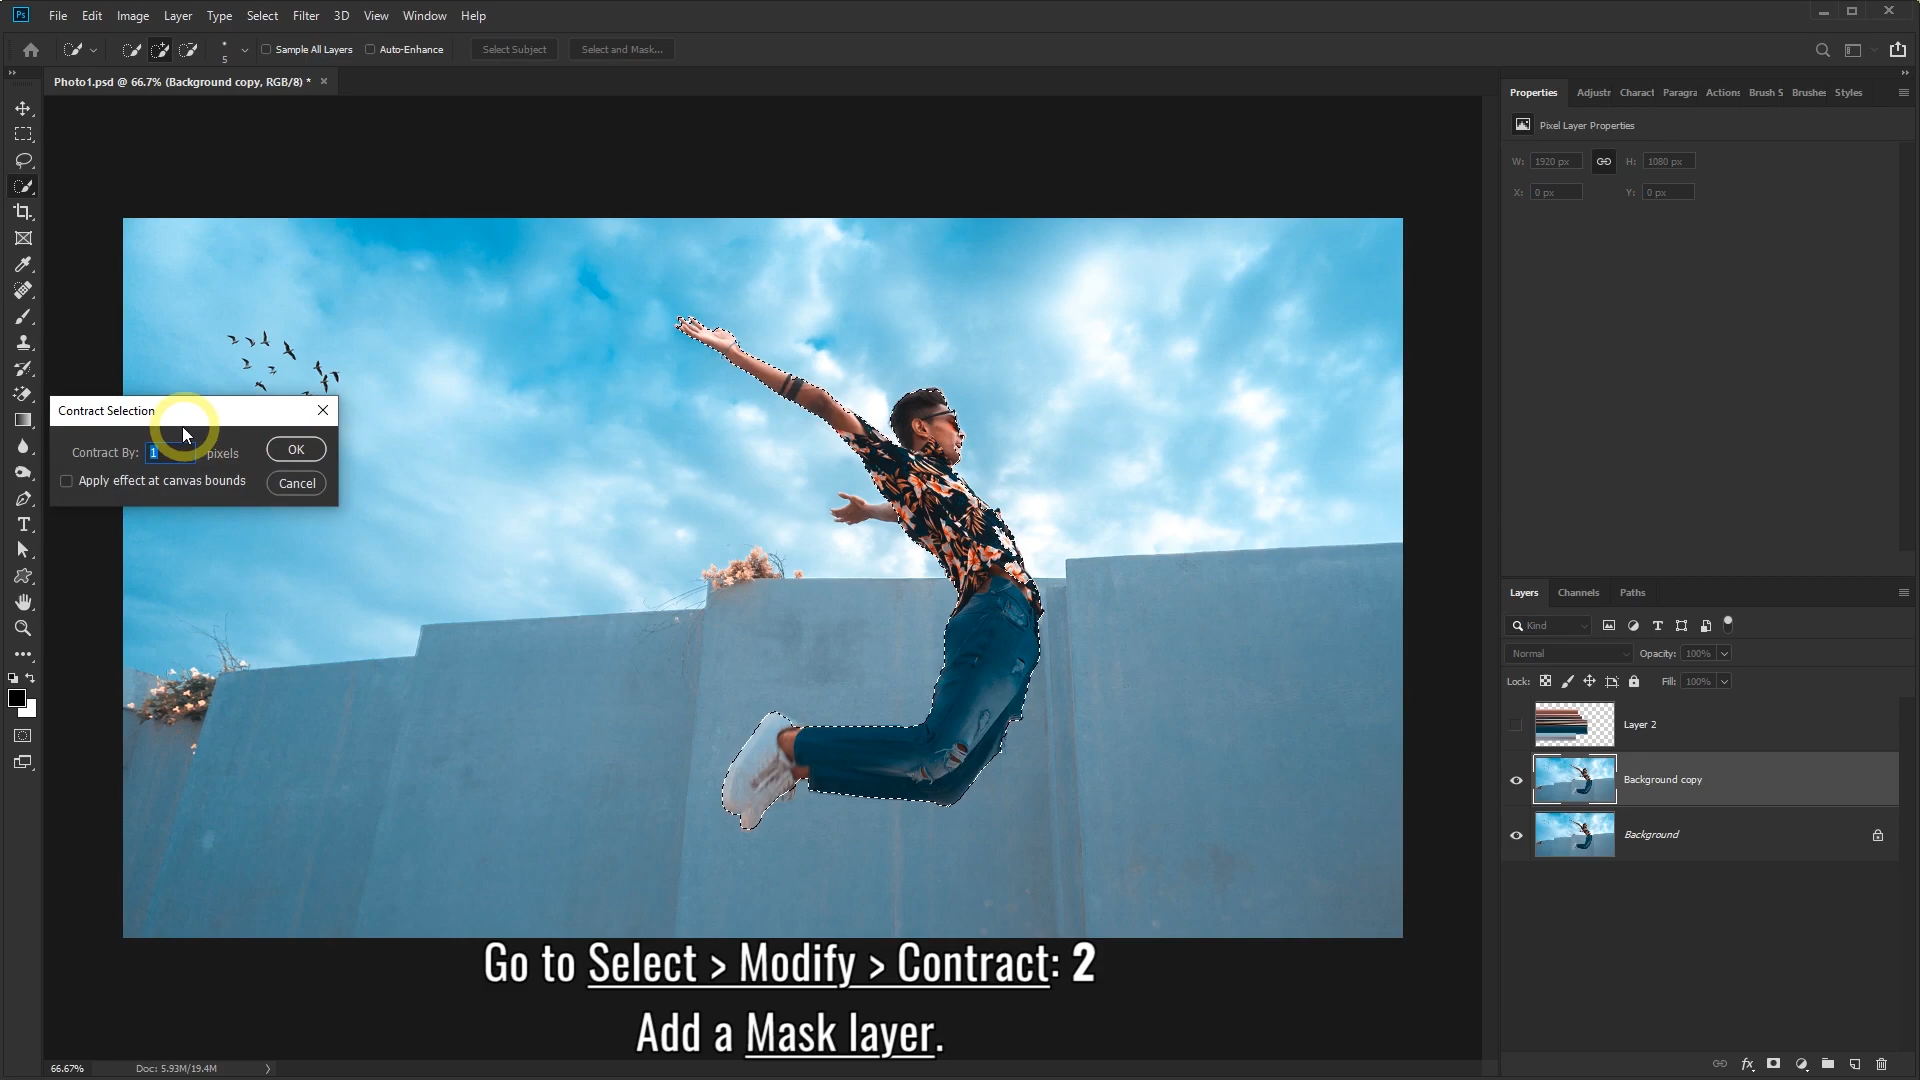 Ps File Edit Image Layer Type Select Filter 3D View Window Help
5 Sample All Layers Auto-Enhance Select Subject Select and Mask...
Photo1.psd @ 66.7% (Background copy, RGB/8) * ×
Properties Adjustr Charact Paragra Actions Brush S Brushes Styles
Pixel Layer Properties
W: 1920 px H: 1080 px
X: 0 px Y: 0 px
Contract Selection
Contract By: 1 pixels OK
Apply effect at canvas bounds Cancel
Layers Channels Paths
Kind
Normal Opacity: 100%
Lock: Fill: 100%
Layer 2
Background copy
Background
Go to Select > Modify > Contract: 2
Add a Mask layer.
66.67% Doc: 5.93M/19.4M
fx